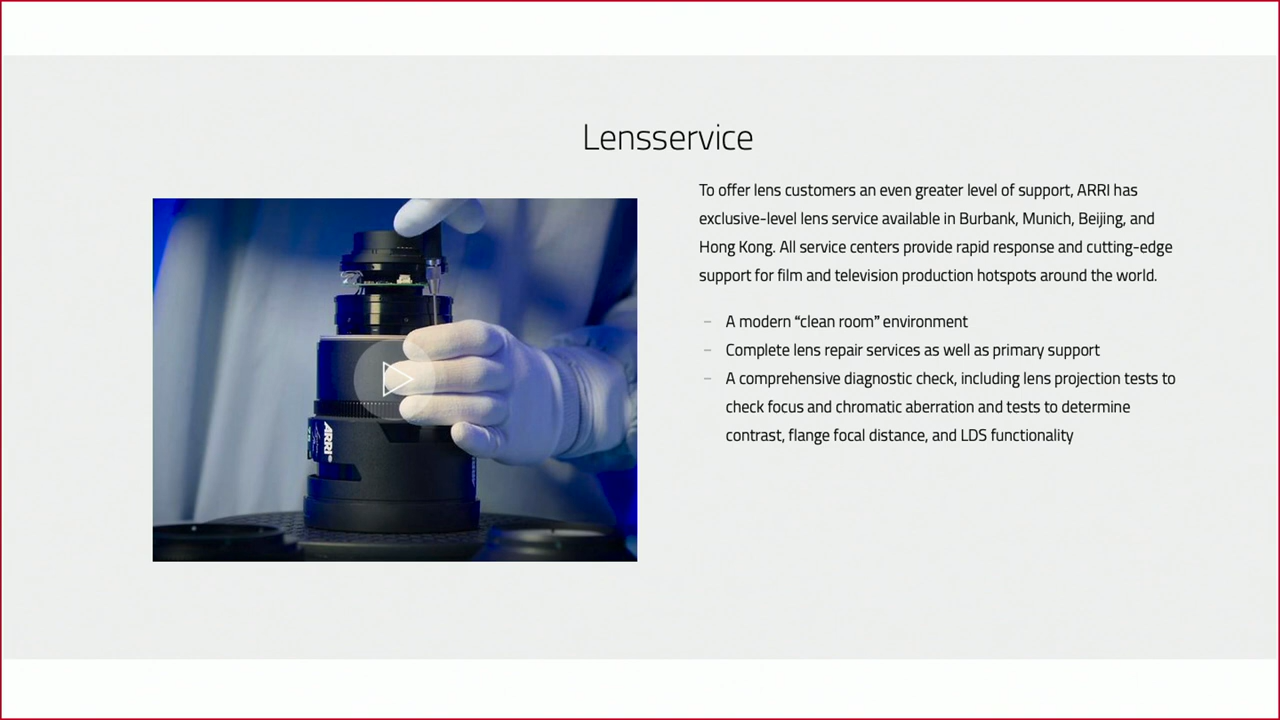 Lensservice
To offer lens customers an even greater level of support, ARRI has
exclusive-level lens service available in Burbank, Munich, Beijing, and
Hong Kong. All service centers provide rapid response and cutting-edge
support for film and television production hotspots around the world.
– A modern “clean room” environment
– Complete lens repair services as well as primary support
– A comprehensive diagnostic check, including lens projection tests to
check focus and chromatic aberration and tests to determine
contrast, flange focal distance, and LDS functionality
ARRI®